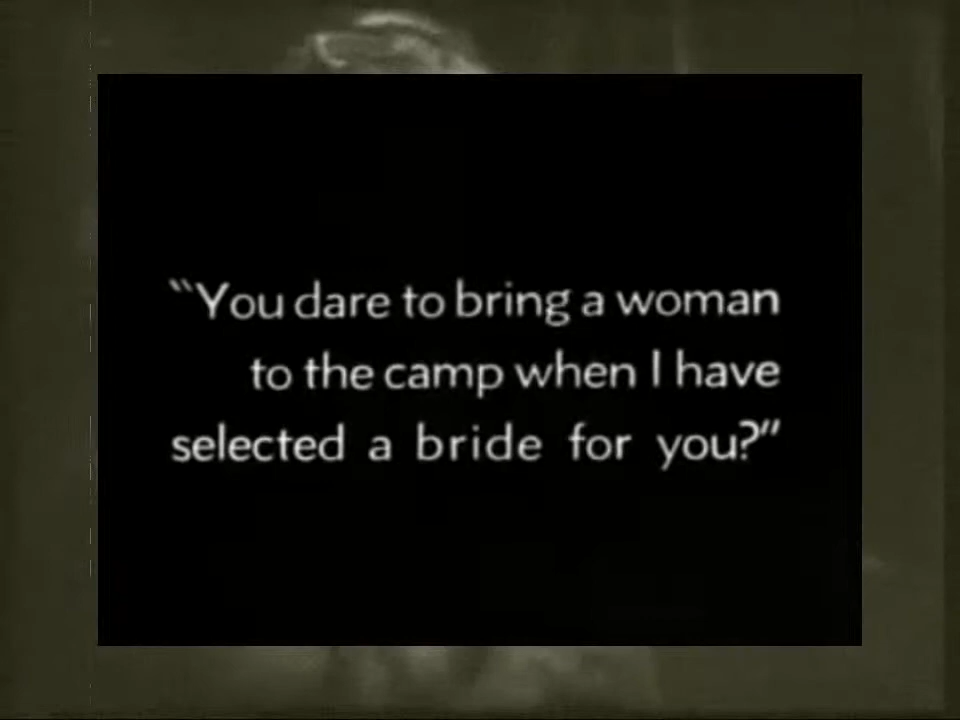 “You dare to bring a woman
to the camp when I have
selected a bride for you?”